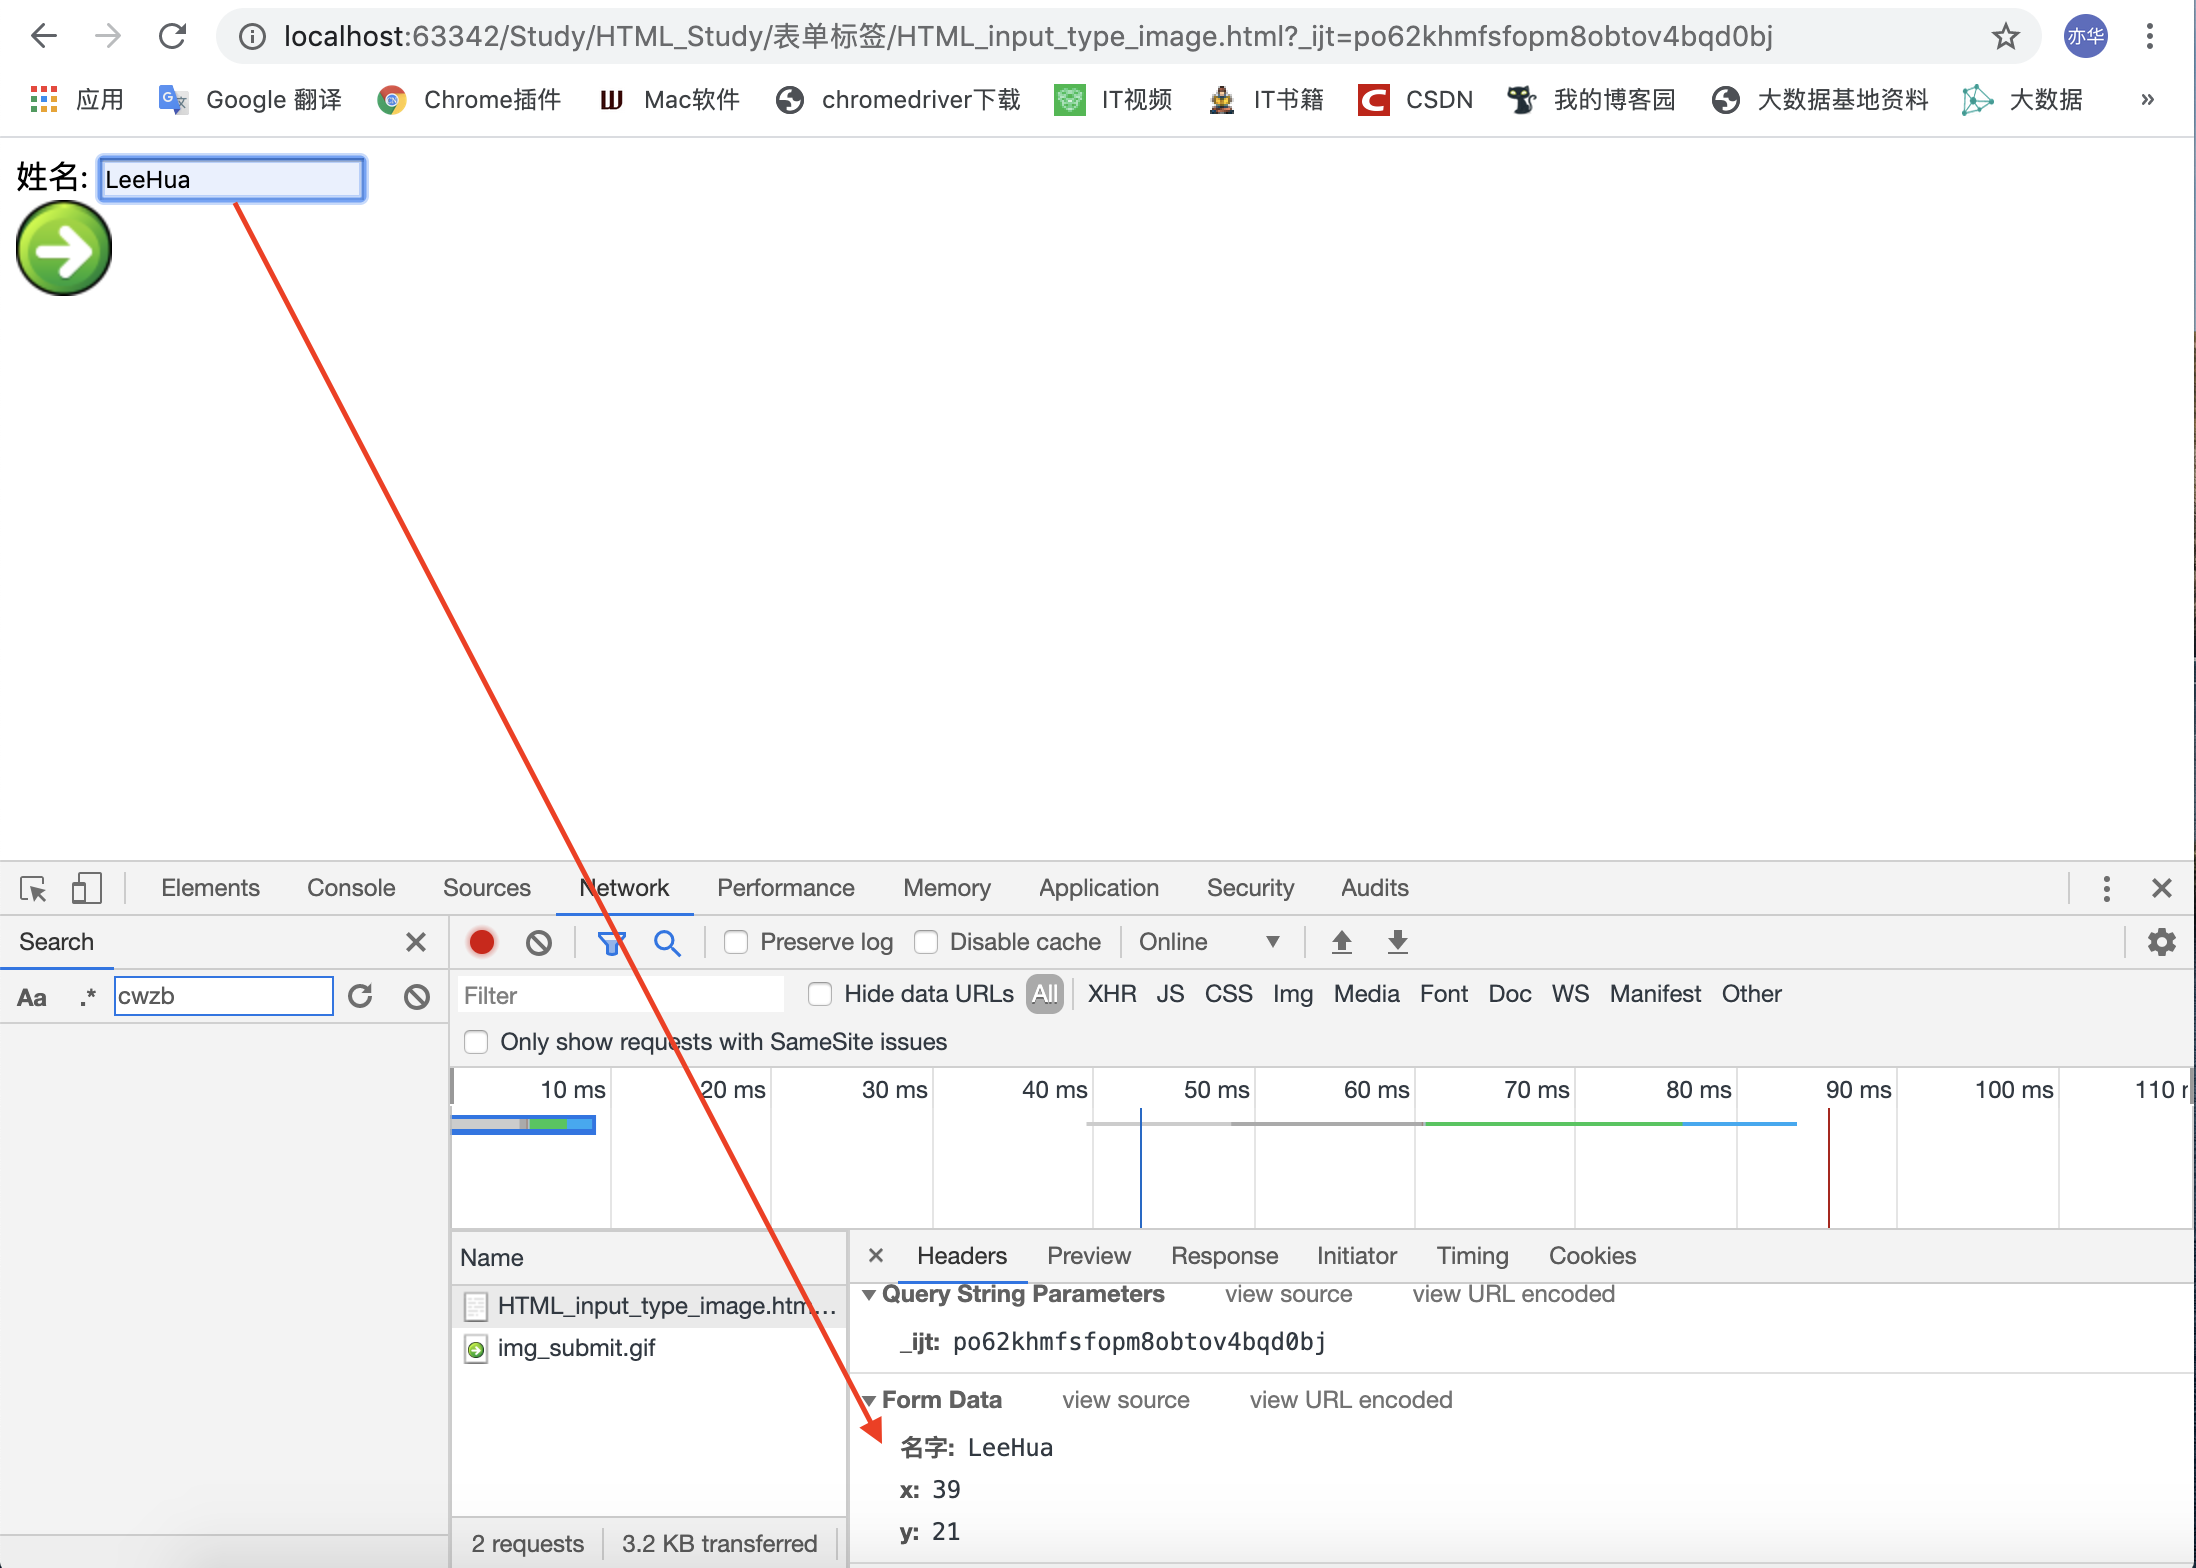 localhost:63342/Study/HTML_Study/表单标签/HTML_input_type_image.html?_ijt=po62khmfsfopm8obtov4bqd0bj 亦华
应用 Google 翻译 Chrome插件 Mac软件 chromedriver下载 IT视频 IT书籍 CSDN 我的博客园 大数据基地资料 大数据 »
姓名: LeeHua
Elements Console Sources Network Performance Memory Application Security Audits
Search Preserve log Disable cache Online
Aa .* cwzb Filter Hide data URLs All XHR JS CSS Img Media Font Doc WS Manifest Other
Only show requests with SameSite issues
10 ms 20 ms 30 ms 40 ms 50 ms 60 ms 70 ms 80 ms 90 ms 100 ms 110
Name Headers Preview Response Initiator Timing Cookies
Query String Parameters view source view URL encoded
HTML_input_type_image.htm...
_ijt: po62khmfsfopm8obtov4bqd0bj
img_submit.gif
Form Data view source view URL encoded
名字: LeeHua
x: 39
y: 21
2 requests 3.2 KB transferred